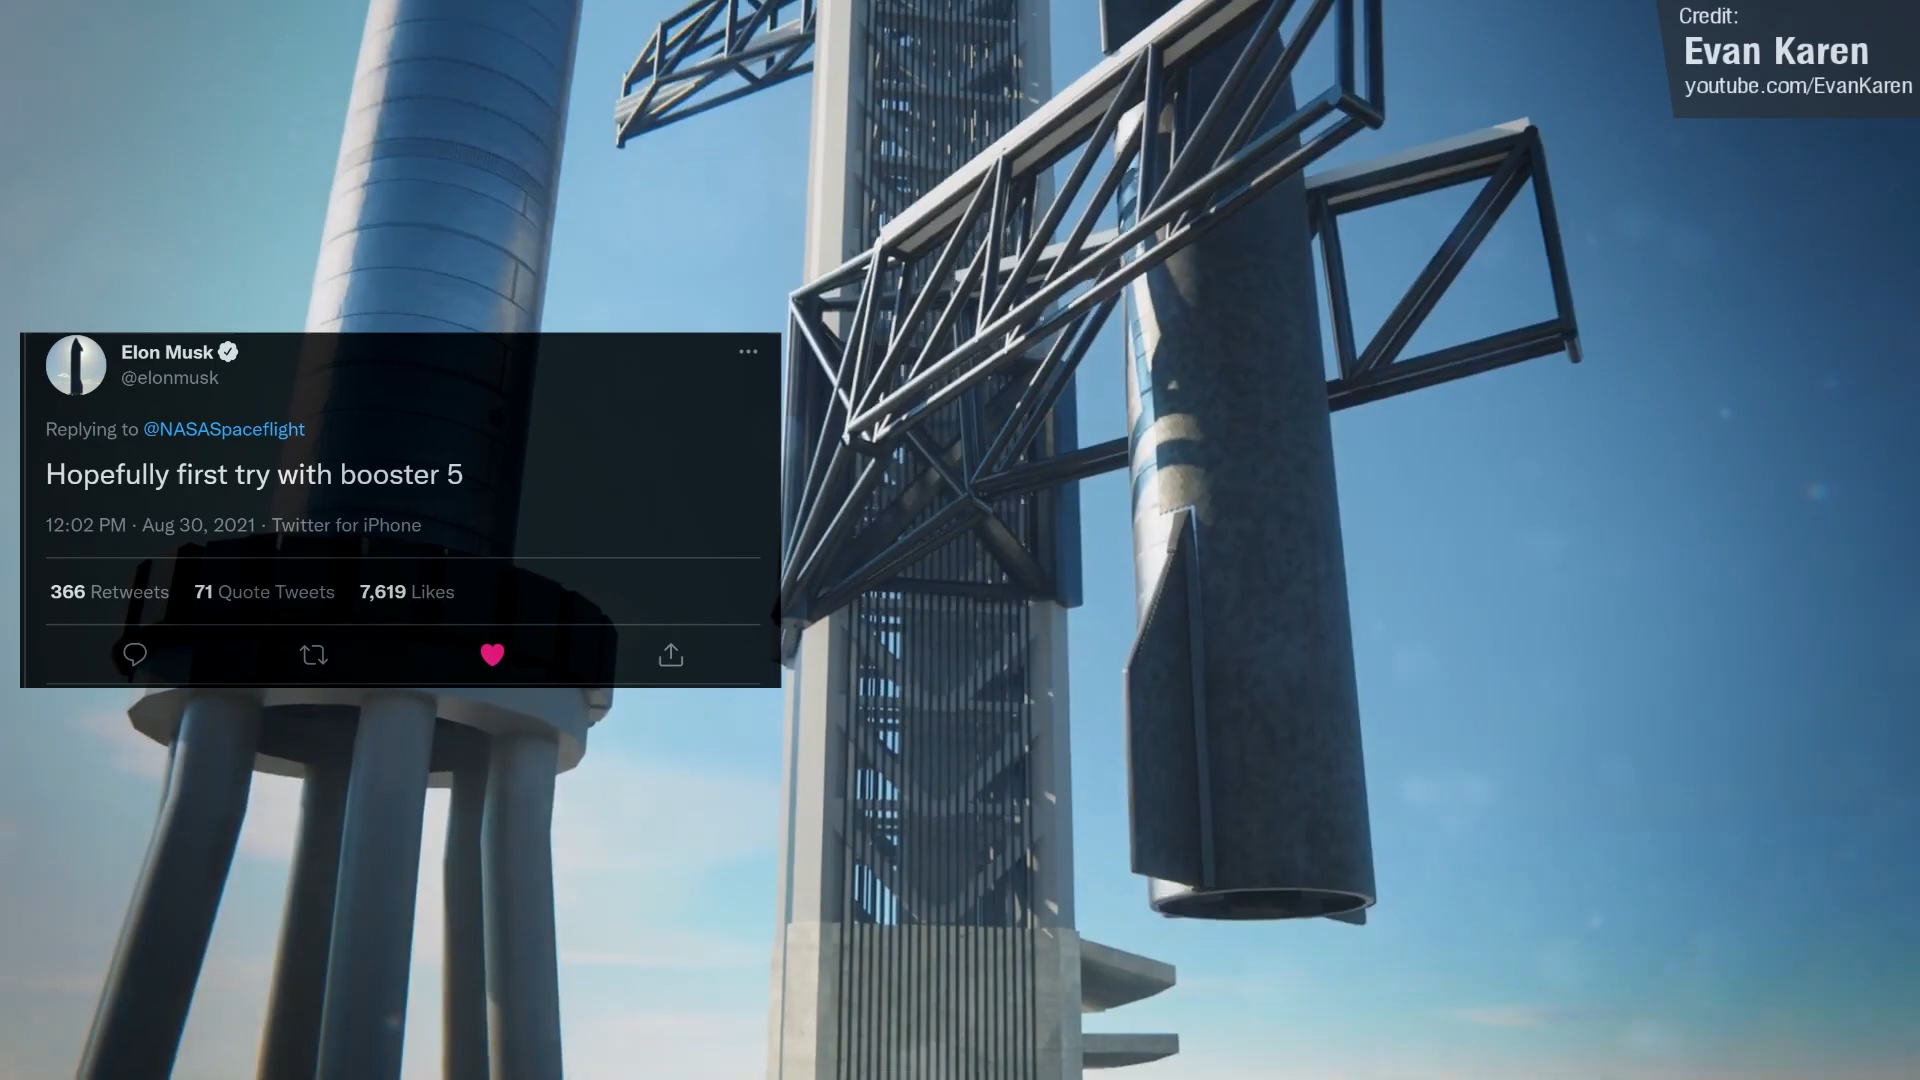 Credit:
Evan Karen
youtube.com/EvanKaren
Elon Musk
@elonmusk
Replying to @NASASpaceflight
Hopefully first try with booster 5
12:02 PM · Aug 30, 2021 · Twitter for iPhone
366 Retweets 71 Quote Tweets 7,619 Likes